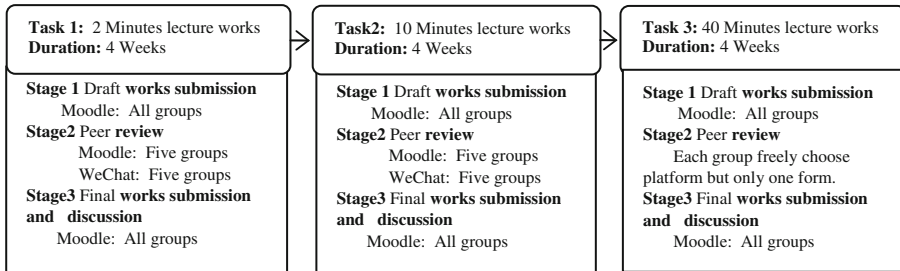 Task 1: 2 Minutes lecture works
Duration: 4 Weeks
Stage 1 Draft works submission
Moodle: All groups
Stage2 Peer review
Moodle: Five groups
WeChat: Five groups
Stage3 Final works submission
and discussion
Moodle: All groups
Task2: 10 Minutes lecture works
Duration: 4 Weeks
Stage 1 Draft works submission
Moodle: All groups
Stage2 Peer review
Moodle: Five groups
WeChat: Five groups
Stage3 Final works submission
and discussion
Moodle: All groups
Task 3: 40 Minutes lecture works
Duration: 4 Weeks
Stage 1 Draft works submission
Moodle: All groups
Stage2 Peer review
Each group freely choose
platform but only one form.
Stage3 Final works submission
and discussion
Moodle: All groups